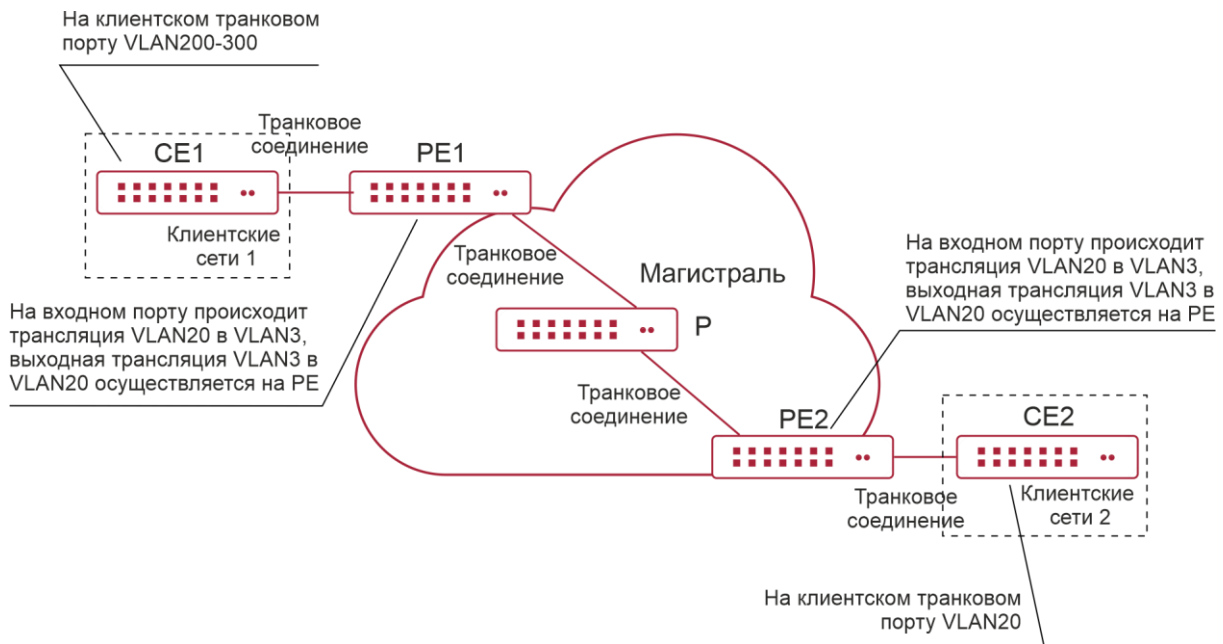 На клиентском транковом
порту VLAN200-300
Транковое
соединение
CE1
PE1
Клиентские
сети 1
Транковое
соединение
Магистраль
На входном порту происходит
трансляция VLAN20 в VLAN3,
выходная трансляция VLAN3 в
VLAN20 осуществляется на PE
На входном порту происходит
трансляция VLAN20 в VLAN3,
выходная трансляция VLAN3 в
VLAN20 осуществляется на PE
P
Транковое
соединение
PE2
CE2
Транковое
соединение
Клиентские
сети 2
На клиентском транковом
порту VLAN20